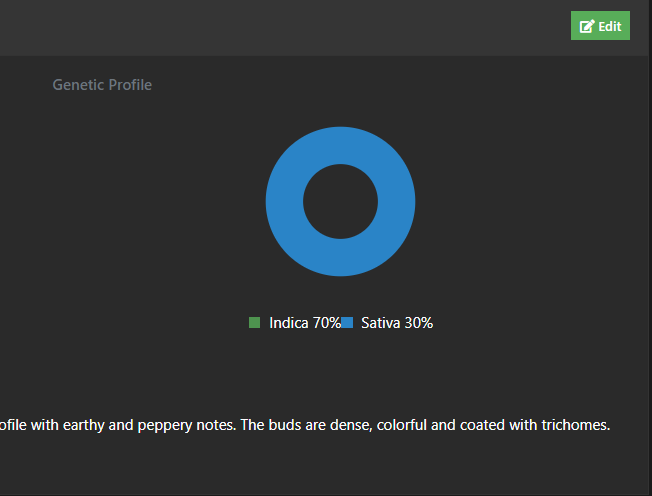 Edit
Genetic Profile
Indica 70% Sativa 30%
ofile with earthy and peppery notes. The buds are dense, colorful and coated with trichomes.